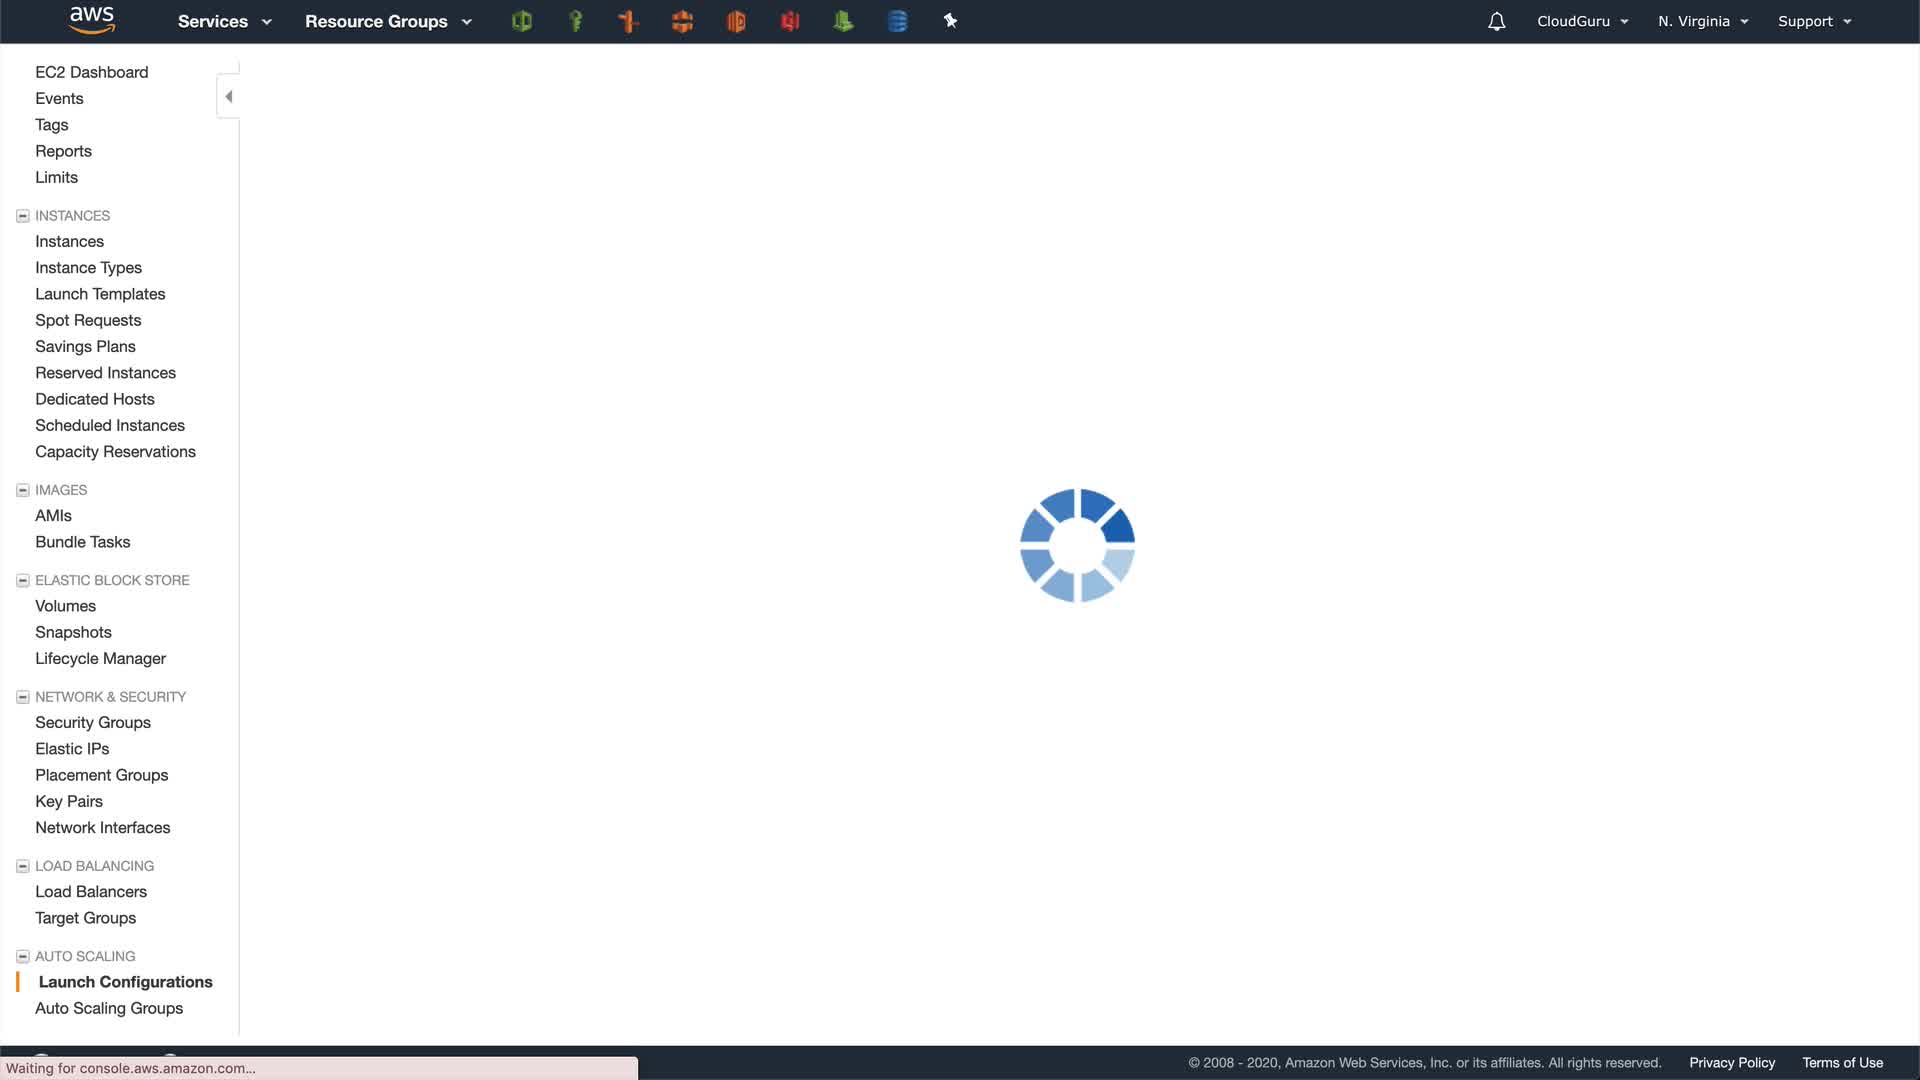 aws
Services
Resource Groups
CloudGuru
N. Virginia
Support
EC2 Dashboard
Events
Tags
Reports
Limits
INSTANCES
Instances
Instance Types
Launch Templates
Spot Requests
Savings Plans
Reserved Instances
Dedicated Hosts
Scheduled Instances
Capacity Reservations
IMAGES
AMIs
Bundle Tasks
ELASTIC BLOCK STORE
Volumes
Snapshots
Lifecycle Manager
NETWORK & SECURITY
Security Groups
Elastic IPs
Placement Groups
Key Pairs
Network Interfaces
LOAD BALANCING
Load Balancers
Target Groups
AUTO SCALING
Launch Configurations
Auto Scaling Groups
Waiting for console.aws.amazon.com...
© 2008 - 2020, Amazon Web Services, Inc. or its affiliates. All rights reserved.
Privacy Policy
Terms of Use